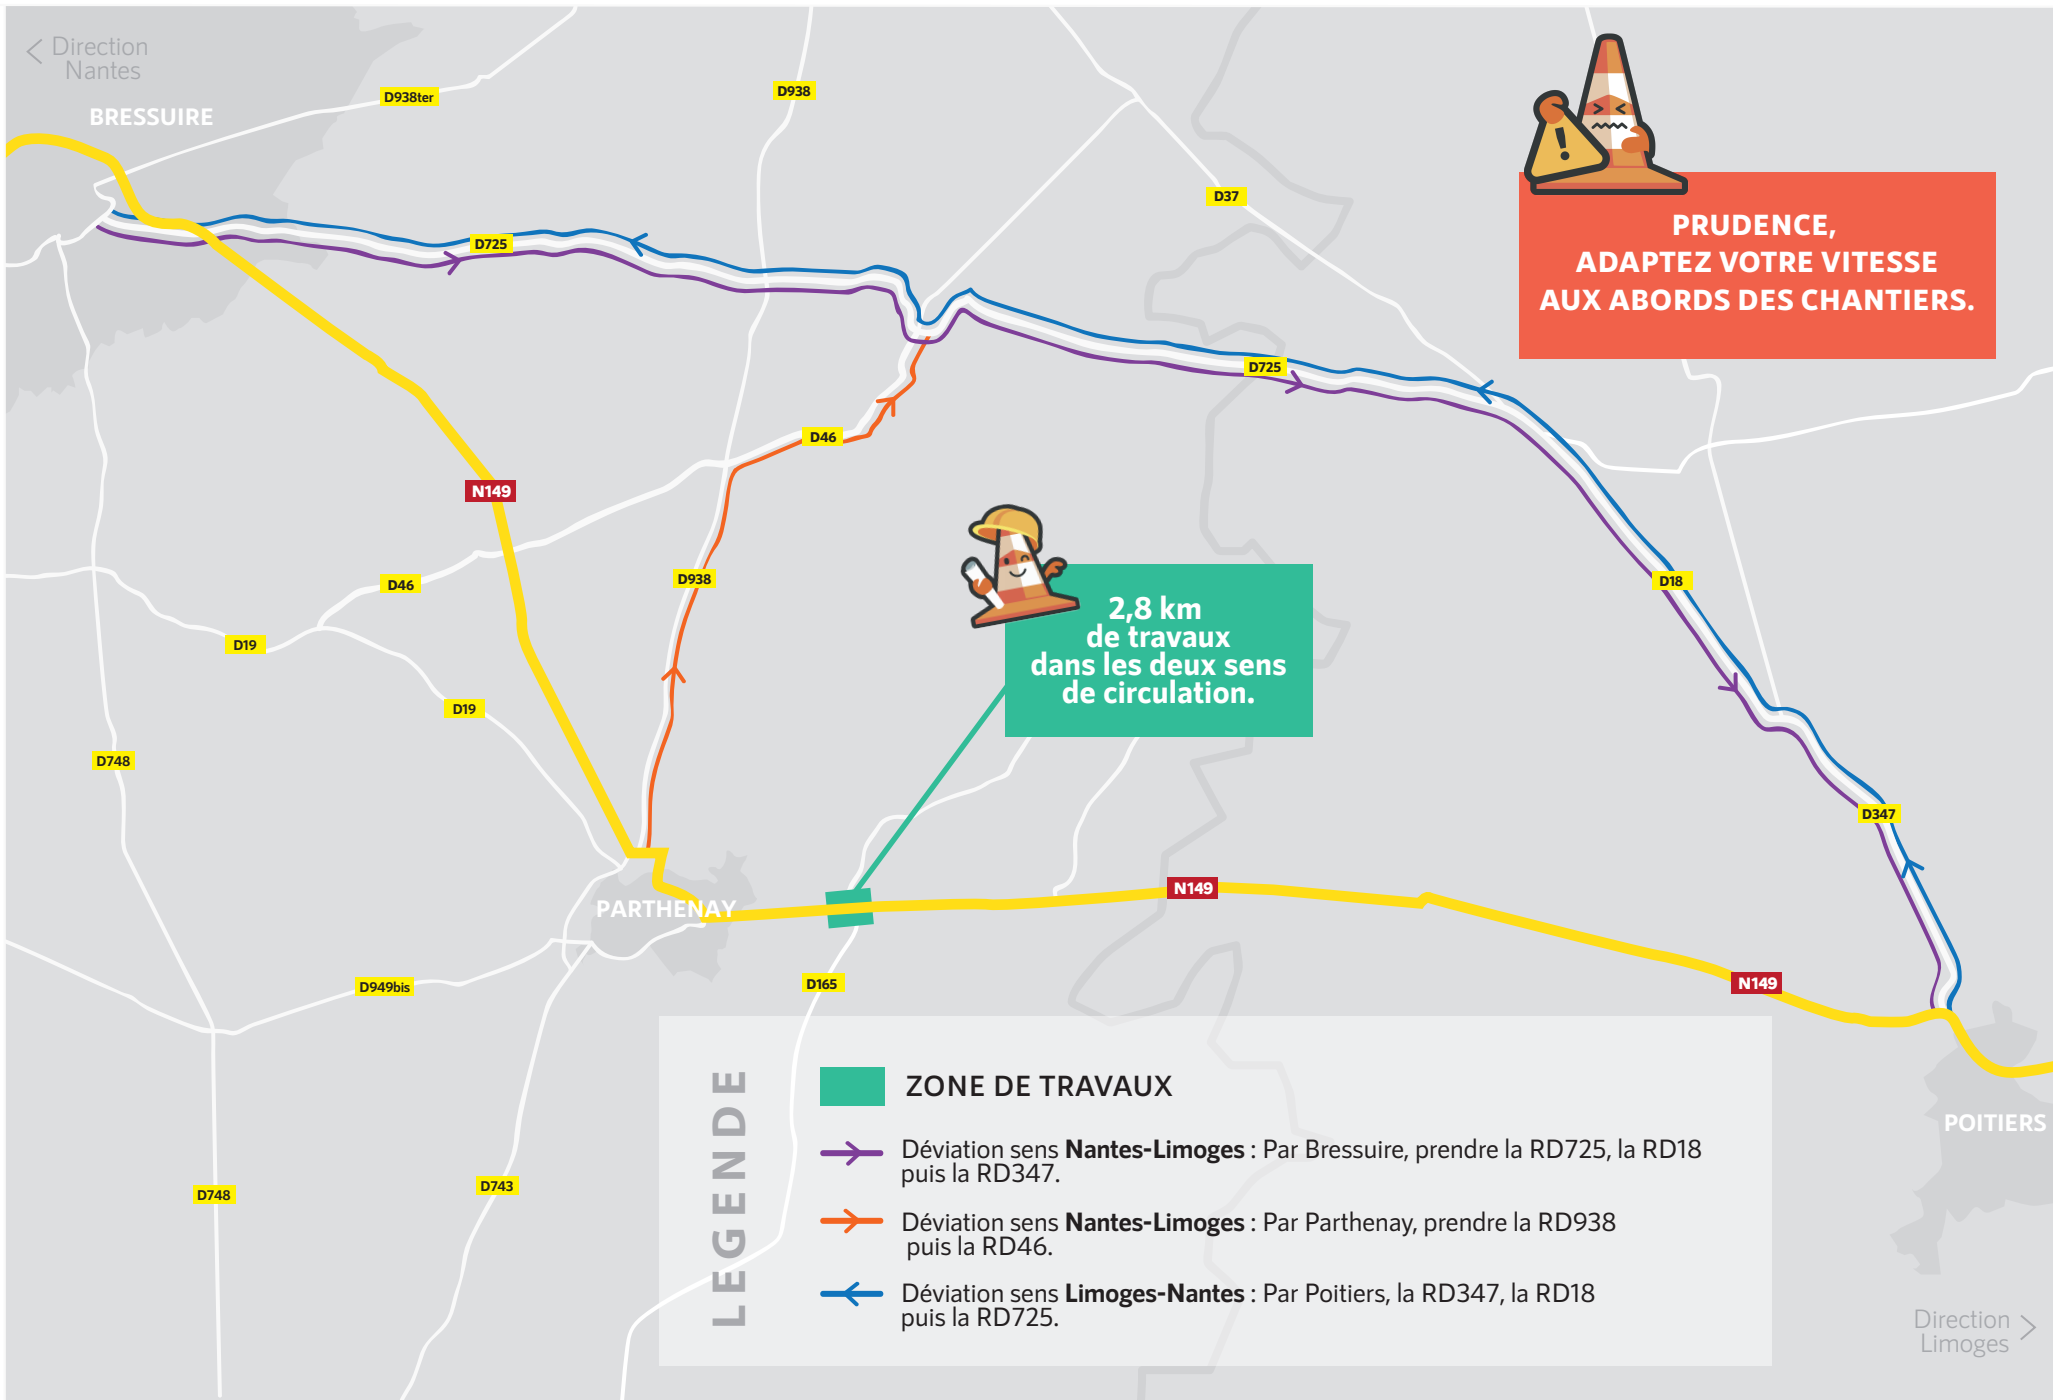 Direction
Nantes
BRESSUIRE
D938ter
D938
D37
D725
PRUDENCE,
ADAPTEZ VOTRE VITESSE
AUX ABORDS DES CHANTIERS.
D725
D46
N149
D938
D46
D18
2,8 km
de travaux
dans les deux sens
de circulation.
D19
D19
D748
D347
N149
PARTHENAY
D165
D949bis
N149
POITIERS
LEGENDE
ZONE DE TRAVAUX
Déviation sens Nantes-Limoges : Par Bressuire, prendre la RD725, la RD18
puis la RD347.
Déviation sens Nantes-Limoges : Par Parthenay, prendre la RD938
puis la RD46.
Déviation sens Limoges-Nantes : Par Poitiers, la RD347, la RD18
puis la RD725.
D748
D743
Direction
Limoges